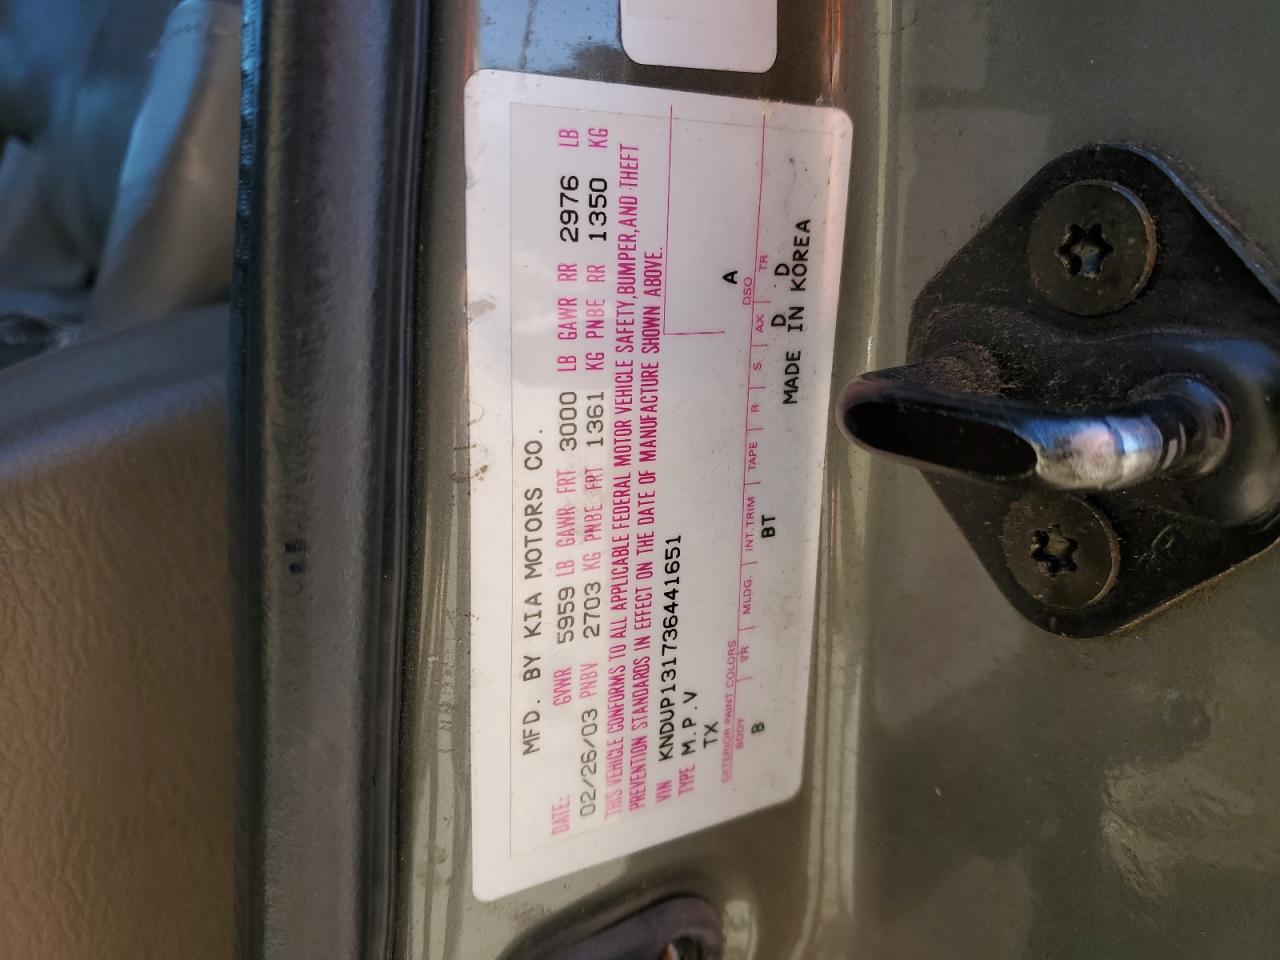 MFD. BY KIA MOTORS CO.
DATE: GVWR 5959 LB GAWR FRT 3000 LB GAWR RR 2976 LB
02/26/03 PNBV 2703 KG PNBE FRT 1361 KG PNBE RR 1350 KG
THIS VEHICLE CONFORMS TO ALL APPLICABLE FEDERAL MOTOR VEHICLE SAFETY,BUMPER,AND THEFT
PREVENTION STANDARDS IN EFFECT ON THE DATE OF MANUFACTURE SHOWN ABOVE.
VIN KNDUP131736441651
TYPE M.P.V
TX A
EXTERIOR PAINT COLORS
BODY VR MLDG. INT.TRIM TAPE R S AX DSO TR
B BT D D
MADE IN KOREA